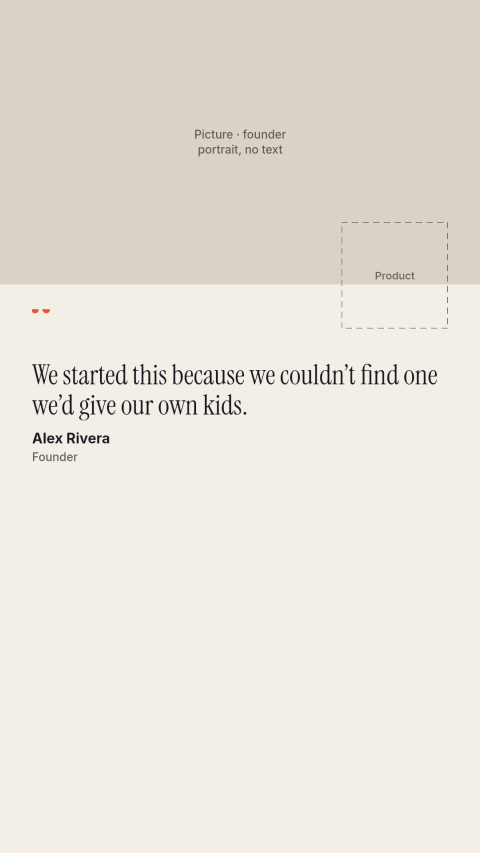 Picture · founder
portrait, no text
Product
"
We started this because we couldn’t find one
we’d give our own kids.
Alex Rivera
Founder